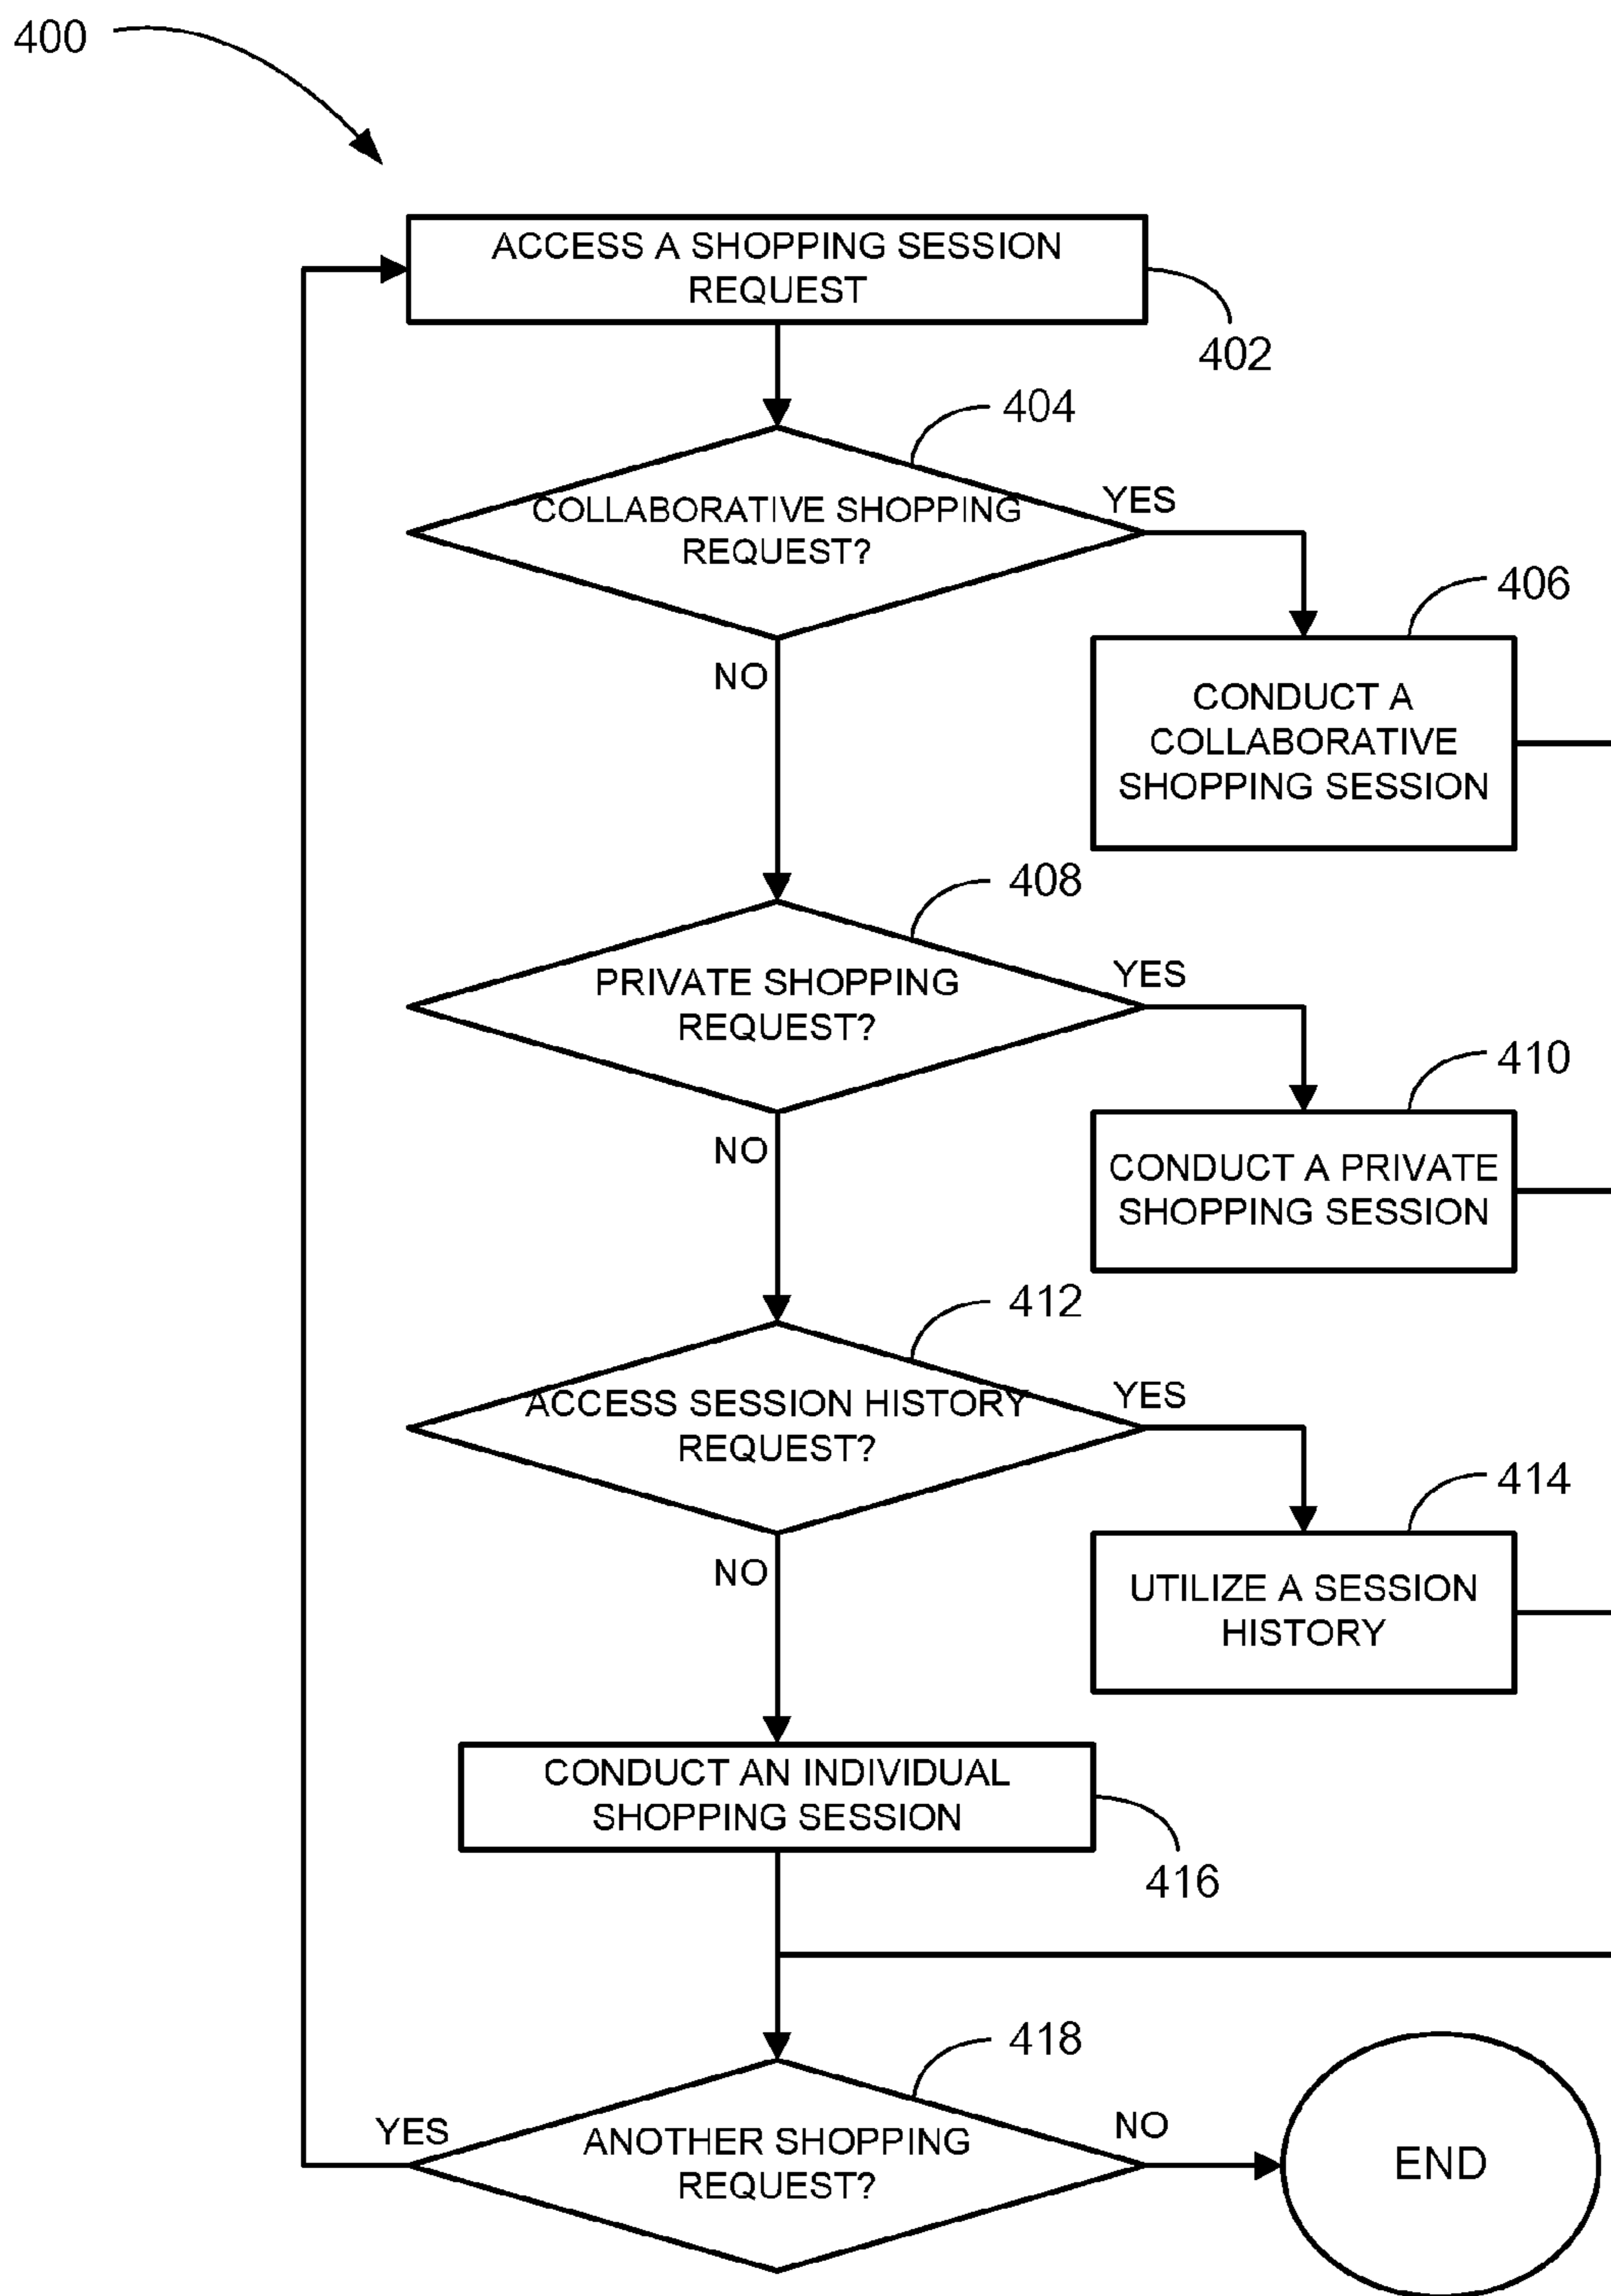 400
ACCESS A SHOPPING SESSION
REQUEST
402
404
COLLABORATIVE SHOPPING
REQUEST?
YES
NO
406
CONDUCT A
COLLABORATIVE
SHOPPING SESSION
408
PRIVATE SHOPPING
REQUEST?
YES
NO
410
CONDUCT A PRIVATE
SHOPPING SESSION
412
ACCESS SESSION HISTORY
REQUEST?
YES
NO
414
UTILIZE A SESSION
HISTORY
CONDUCT AN INDIVIDUAL
SHOPPING SESSION
416
418
ANOTHER SHOPPING
REQUEST?
YES
NO
END